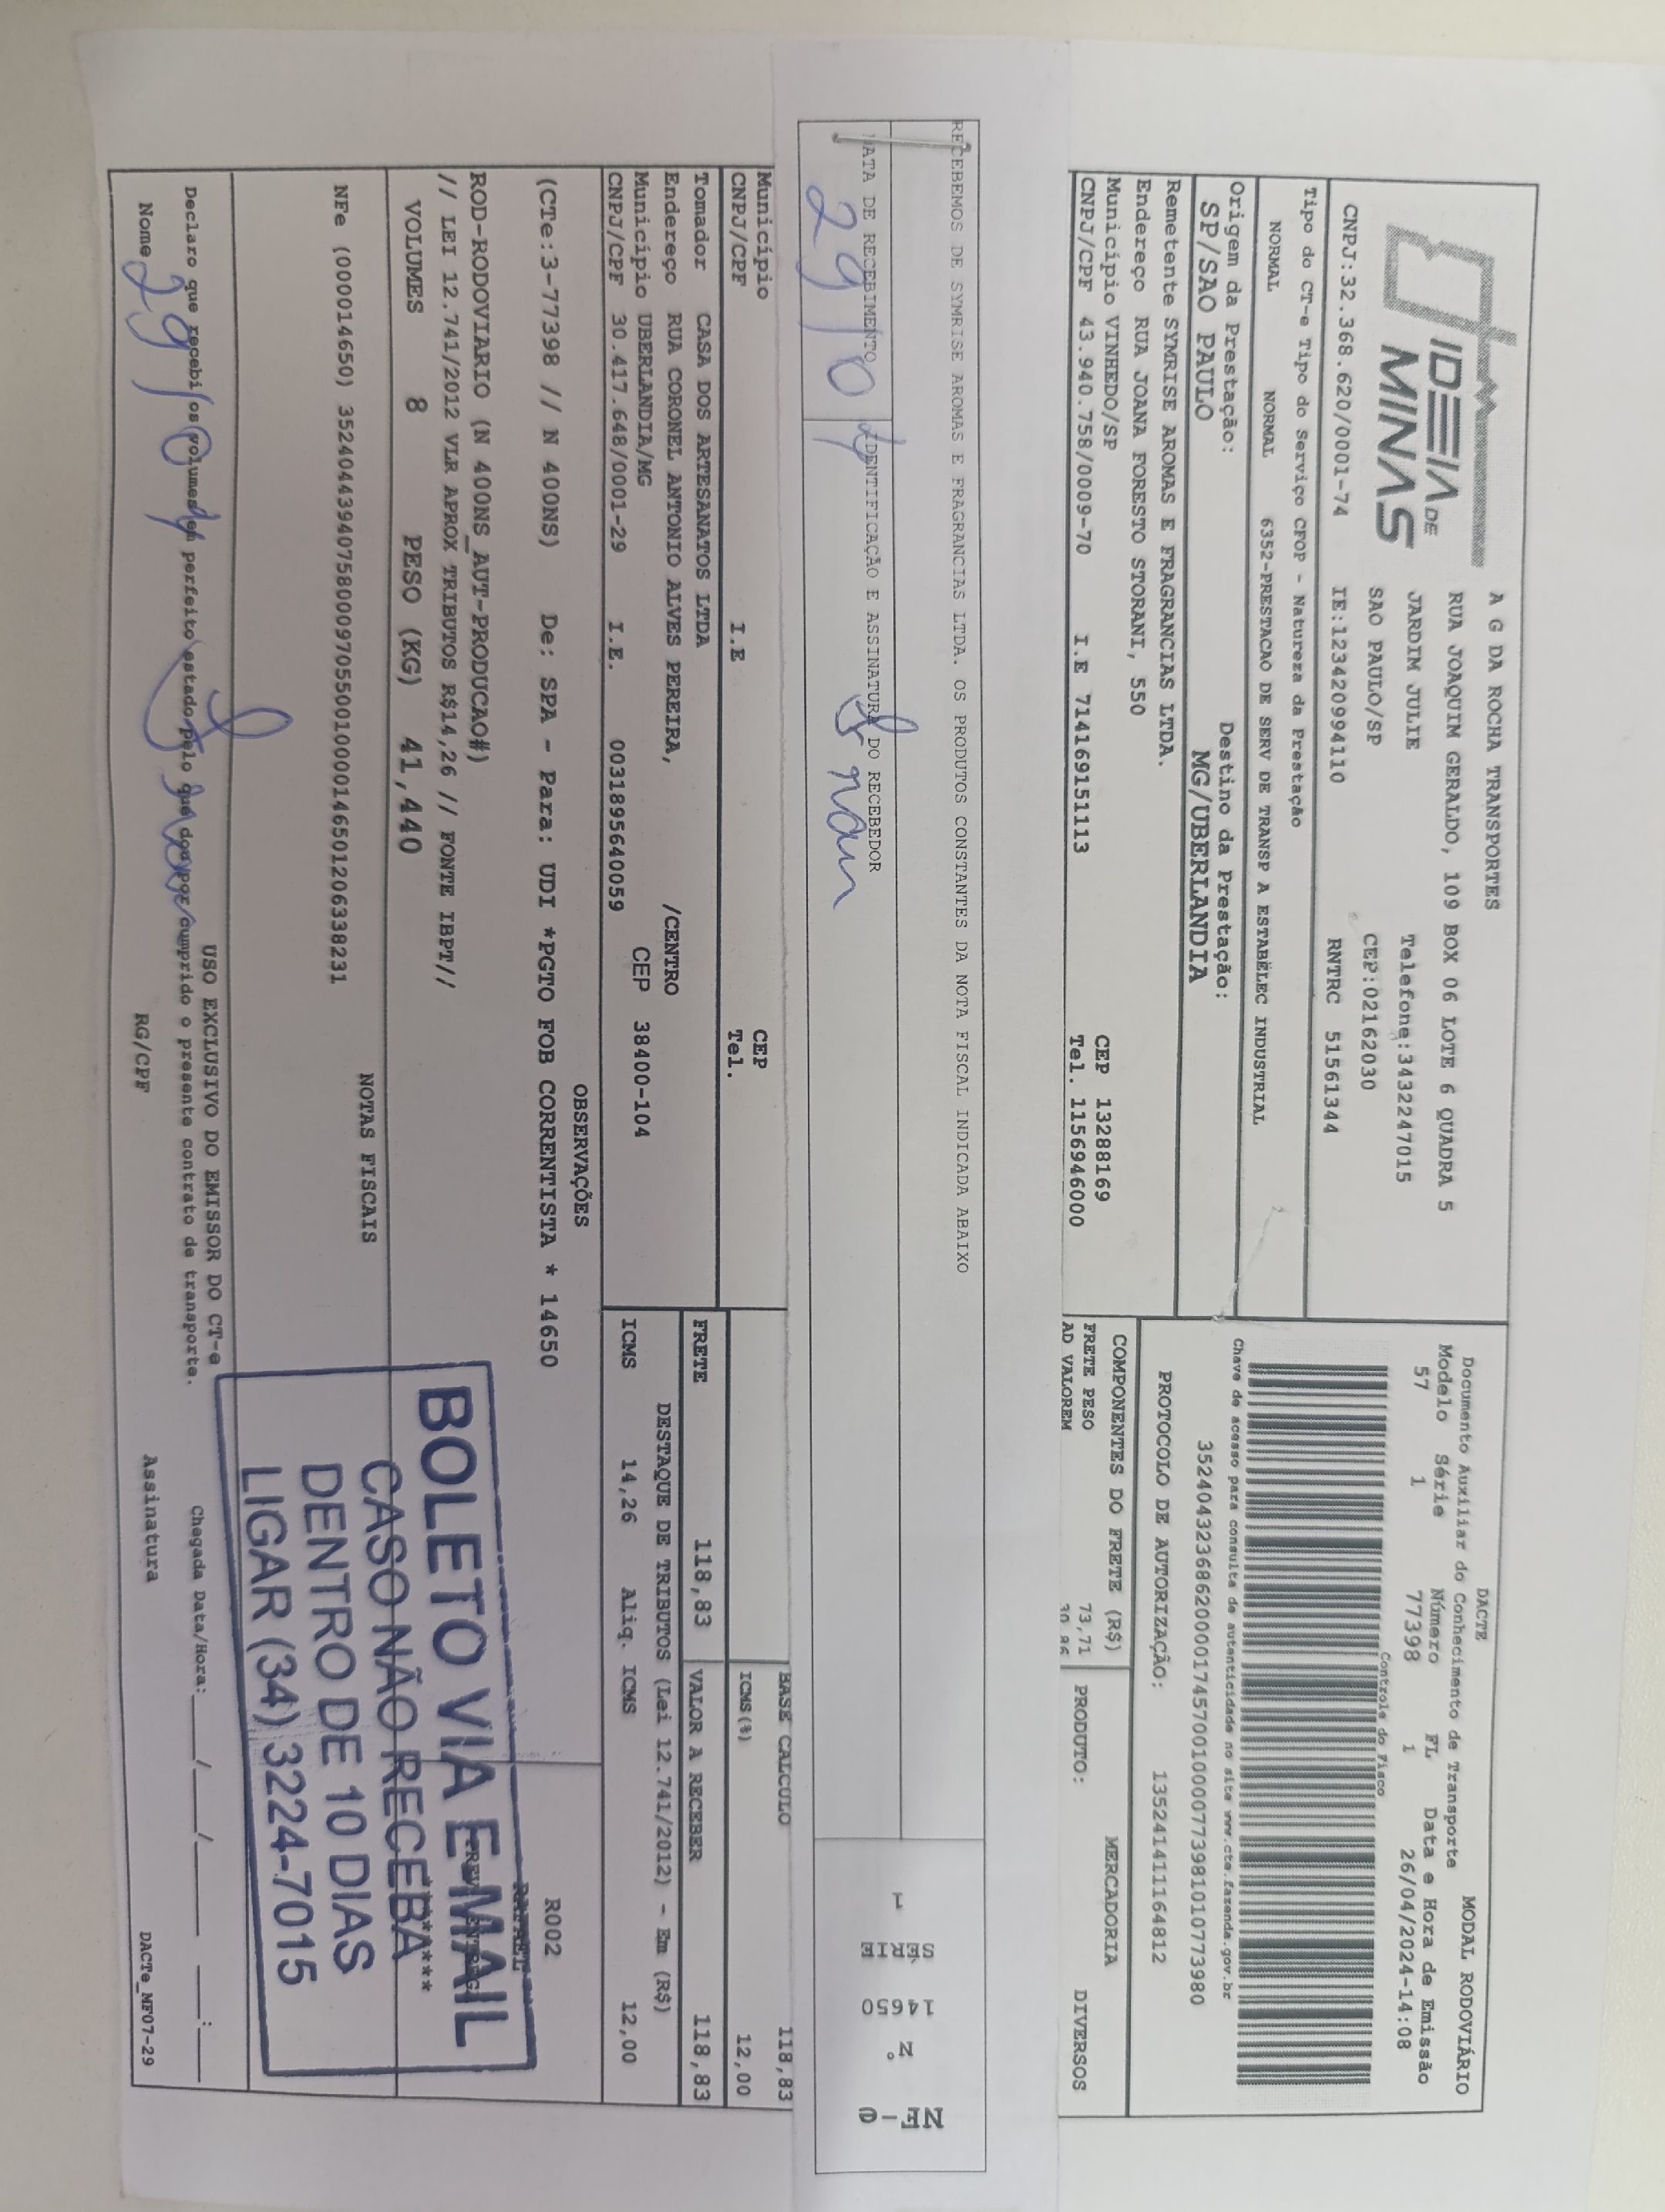 IDEIA DE
MINAS
A G DA ROCHA TRANSPORTES
RUA JOAQUIM GERALDO, 109 BOX 06 LOTE 6 QUADRA 5
JARDIM JULIE Telefone:3432247015
SAO PAULO/SP CEP:02162030
CNPJ:32.368.620/0001-74 IE:123420994110 RNTRC 51561344
Tipo do CT-e Tipo do Serviço CFOP - Natureza da Prestação
NORMAL NORMAL 6352-PRESTACAO DE SERV DE TRANSP A ESTABELEC INDUSTRIAL
Origem da Prestação: Destino da Prestação:
SP/SAO PAULO MG/UBERLANDIA
Remetente SYMRISE AROMAS E FRAGRANCIAS LTDA.
Endereço RUA JOANA FORESTO STORANI, 550
Município VINHEDO/SP CEP 13288169
CNPJ/CPF 43.940.758/0009-70 I.E 714169151113 Tel. 1156946000
DACTE MODAL RODOVIÁRIO
Documento Auxiliar do Conhecimento de Transporte
Modelo Série Número FL Data e Hora de Emissão
57 1 77398 1 26/04/2024-14:08
Controle do Fisco
Chave de acesso para consulta de autenticidade no site www.cte.fazenda.gov.br
35240432368620000174570010000773981010773980
PROTOCOLO DE AUTORIZAÇÃO: 135241411164812
COMPONENTES DO FRETE (R$) MERCADORIA
FRETE PESO 73,71 PRODUTO: DIVERSOS
AD VALOREM
RECEBEMOS DE SYMRISE AROMAS E FRAGRANCIAS LTDA. OS PRODUTOS CONSTANTES DA NOTA FISCAL INDICADA ABAIXO
DATA DE RECEBIMENTO IDENTIFICAÇÃO E ASSINATURA DO RECEBEDOR
NF-e
N°
14650
SÉRIE
1
Município CEP
CNPJ/CPF I.E Tel.
Tomador CASA DOS ARTESANATOS LTDA
Endereço RUA CORONEL ANTONIO ALVES PEREIRA, /CENTRO
Município UBERLANDIA/MG CEP 38400-104
CNPJ/CPF 30.417.648/0001-29 I.E. 0031895640059
BASE CALCULO 118,83
ICMS(%) 12,00
FRETE 118,83 VALOR A RECEBER 118,83
DESTAQUE DE TRIBUTOS (Lei 12.741/2012) - Em (R$)
ICMS 14,26 Aliq. ICMS 12,00
OBSERVAÇÕES
(CTe:3-77398 // N 400NS) De: SPA - Para: UDI *PGTO FOB CORRENTISTA * 14650
R002
ROD-RODOVIARIO (N 400NS_AUT-PRODUCAO#)
// LEI 12.741/2012 VLR APROX TRIBUTOS R$14,26 // FONTE IBPT//
VOLUMES 8 PESO (KG) 41,440
NOTAS FISCAIS
NFe (000014650) 35240443940758000970550010000146501206338231
USO EXCLUSIVO DO EMISSOR DO CT-e
Declaro que recebi os volumes em perfeito estado pelo que dou por cumprido o presente contrato de transporte. Chegada Data/Hora:____/____/____ ___:___
Nome RG/CPF Assinatura DACTe_MF07-29
BOLETO VIA E-MAIL
CASO NÃO RECEBA
DENTRO DE 10 DIAS
LIGAR (34) 3224-7015